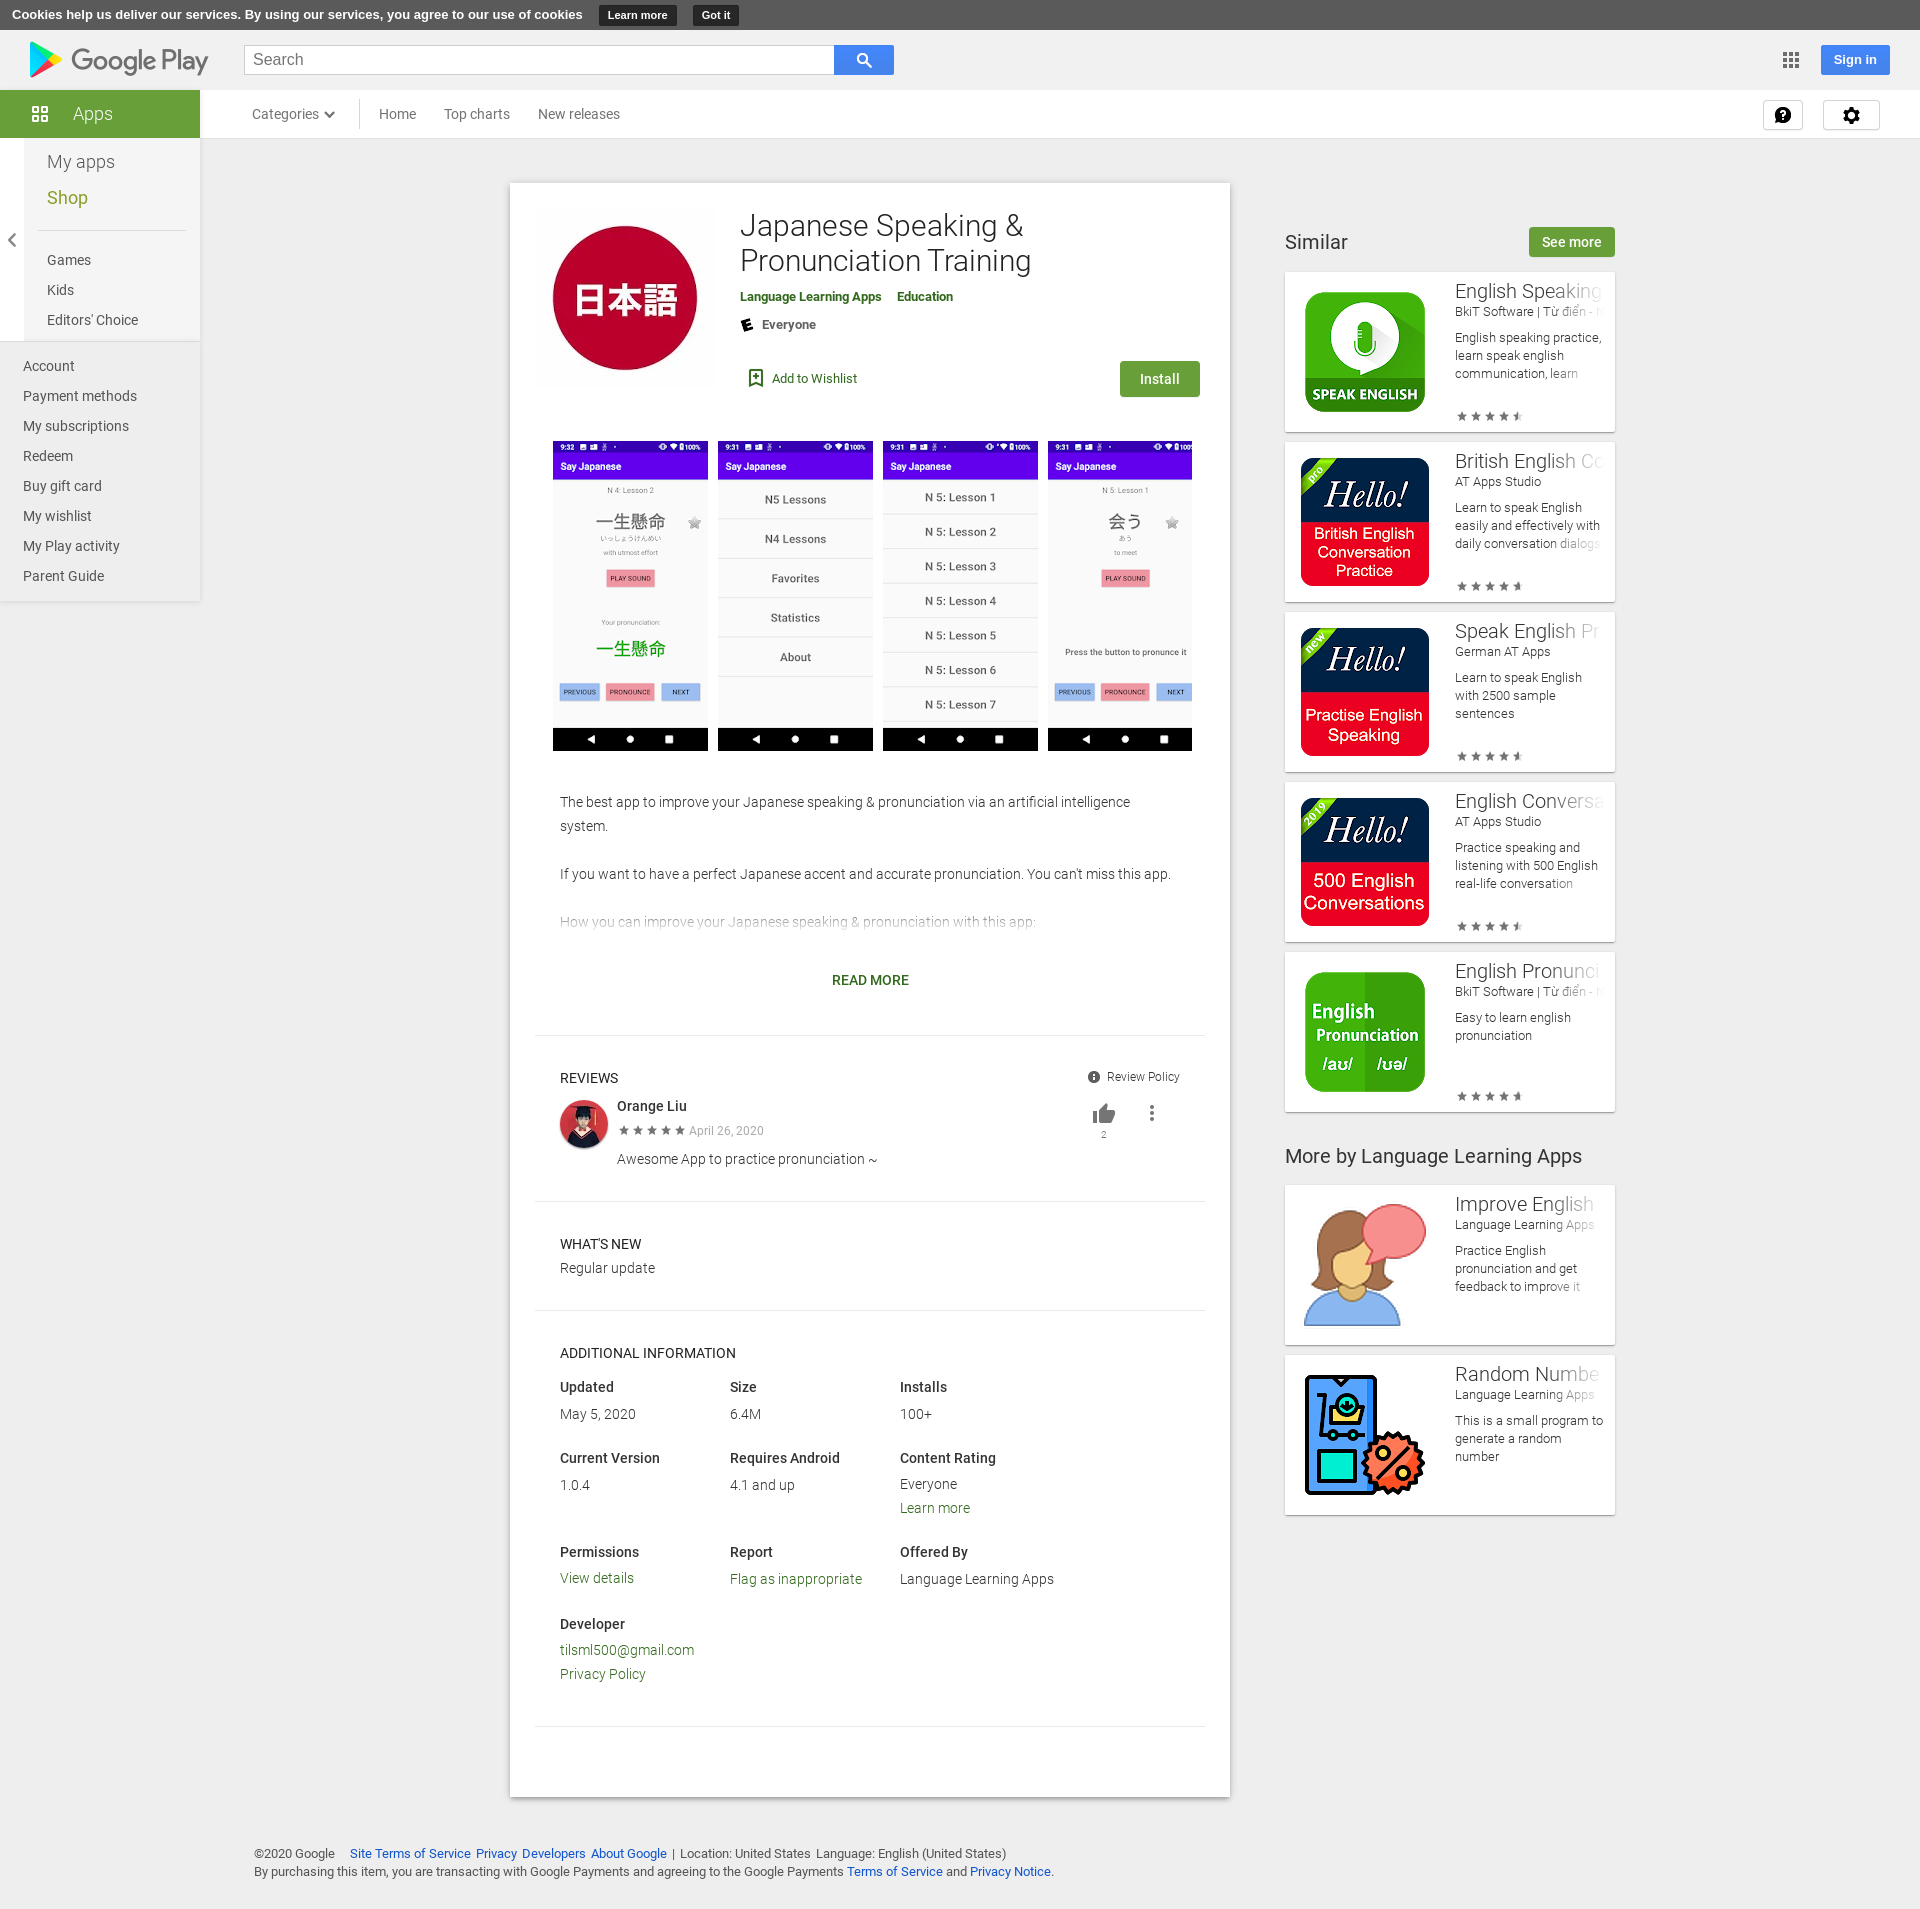 Cookies help us deliver our services. By using our services, you agree to our use of cookies Learn more Got it
Google Play Search Sign in
Apps Categories Home Top charts New releases
My apps
Shop
Games
Kids
Editors' Choice
Account
Payment methods
My subscriptions
Redeem
Buy gift card
My wishlist
My Play activity
Parent Guide
日本語
Japanese Speaking &
Pronunciation Training
Language Learning Apps Education
Everyone
Add to Wishlist Install
9:32 100%
Say Japanese
N 4: Lesson 2
一生懸命
いっしょうけんめい
with utmost effort
PLAY SOUND
Your pronunciation:
一生懸命
PREVIOUS PRONOUNCE NEXT
9:31 100%
Say Japanese
N5 Lessons
N4 Lessons
Favorites
Statistics
About
9:31 100%
Say Japanese
N 5: Lesson 1
N 5: Lesson 2
N 5: Lesson 3
N 5: Lesson 4
N 5: Lesson 5
N 5: Lesson 6
N 5: Lesson 7
9:31 100%
Say Japanese
N 5: Lesson 1
会う
あう
to meet
PLAY SOUND
Press the button to pronounce it
PREVIOUS PRONOUNCE NEXT
The best app to improve your Japanese speaking & pronunciation via an artificial intelligence
system.
If you want to have a perfect Japanese accent and accurate pronunciation. You can't miss this app.
How you can improve your Japanese speaking & pronunciation with this app:
READ MORE
REVIEWS
Review Policy
Orange Liu
April 26, 2020
2
Awesome App to practice pronunciation ~
WHAT'S NEW
Regular update
ADDITIONAL INFORMATION
Updated Size Installs
May 5, 2020 6.4M 100+
Current Version Requires Android Content Rating
1.0.4 4.1 and up Everyone
Learn more
Permissions Report Offered By
View details Flag as inappropriate Language Learning Apps
Developer
tilsml500@gmail.com
Privacy Policy
Similar See more
SPEAK ENGLISH
English Speaking
BkiT Software | Từ điển -
English speaking practice,
learn speak english
communication, learn
pro
Hello!
British English
Conversation
Practice
British English Co
AT Apps Studio
Learn to speak English
easily and effectively with
daily conversation dialogs
new
Hello!
Practise English
Speaking
Speak English Pr
German AT Apps
Learn to speak English
with 2500 sample
sentences
2019
Hello!
500 English
Conversations
English Conversa
AT Apps Studio
Practice speaking and
listening with 500 English
real-life conversation
English
Pronunciation
/aʊ/ /ʊə/
English Pronunci
BkiT Software | Từ điển -
Easy to learn english
pronunciation
More by Language Learning Apps
Improve English
Language Learning Apps
Practice English
pronunciation and get
feedback to improve it
Random Numbe
Language Learning Apps
This is a small program to
generate a random
number
©2020 Google Site Terms of Service Privacy Developers About Google | Location: United States Language: English (United States)
By purchasing this item, you are transacting with Google Payments and agreeing to the Google Payments Terms of Service and Privacy Notice.